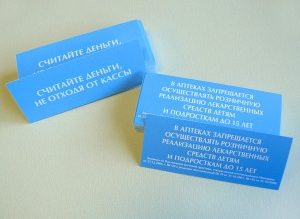 СЧИТАЙТЕ ДЕНЬГИ,
СЧИТАЙТЕ ДЕНЬГИ,
НЕ ОТХОДЯ ОТ КАССЫ
В АПТЕКАХ ЗАПРЕЩАЕТСЯ
ОСУЩЕСТВЛЯТЬ РОЗНИЧНУЮ
РЕАЛИЗАЦИЮ ЛЕКАРСТВЕННЫХ
СРЕДСТВ ДЕТЯМ
И ПОДРОСТКАМ ДО 15 ЛЕТ
В АПТЕКАХ ЗАПРЕЩАЕТСЯ
ОСУЩЕСТВЛЯТЬ РОЗНИЧНУЮ
РЕАЛИЗАЦИЮ ЛЕКАРСТВЕННЫХ
СРЕДСТВ ДЕТЯМ
И ПОДРОСТКАМ ДО 15 ЛЕТ